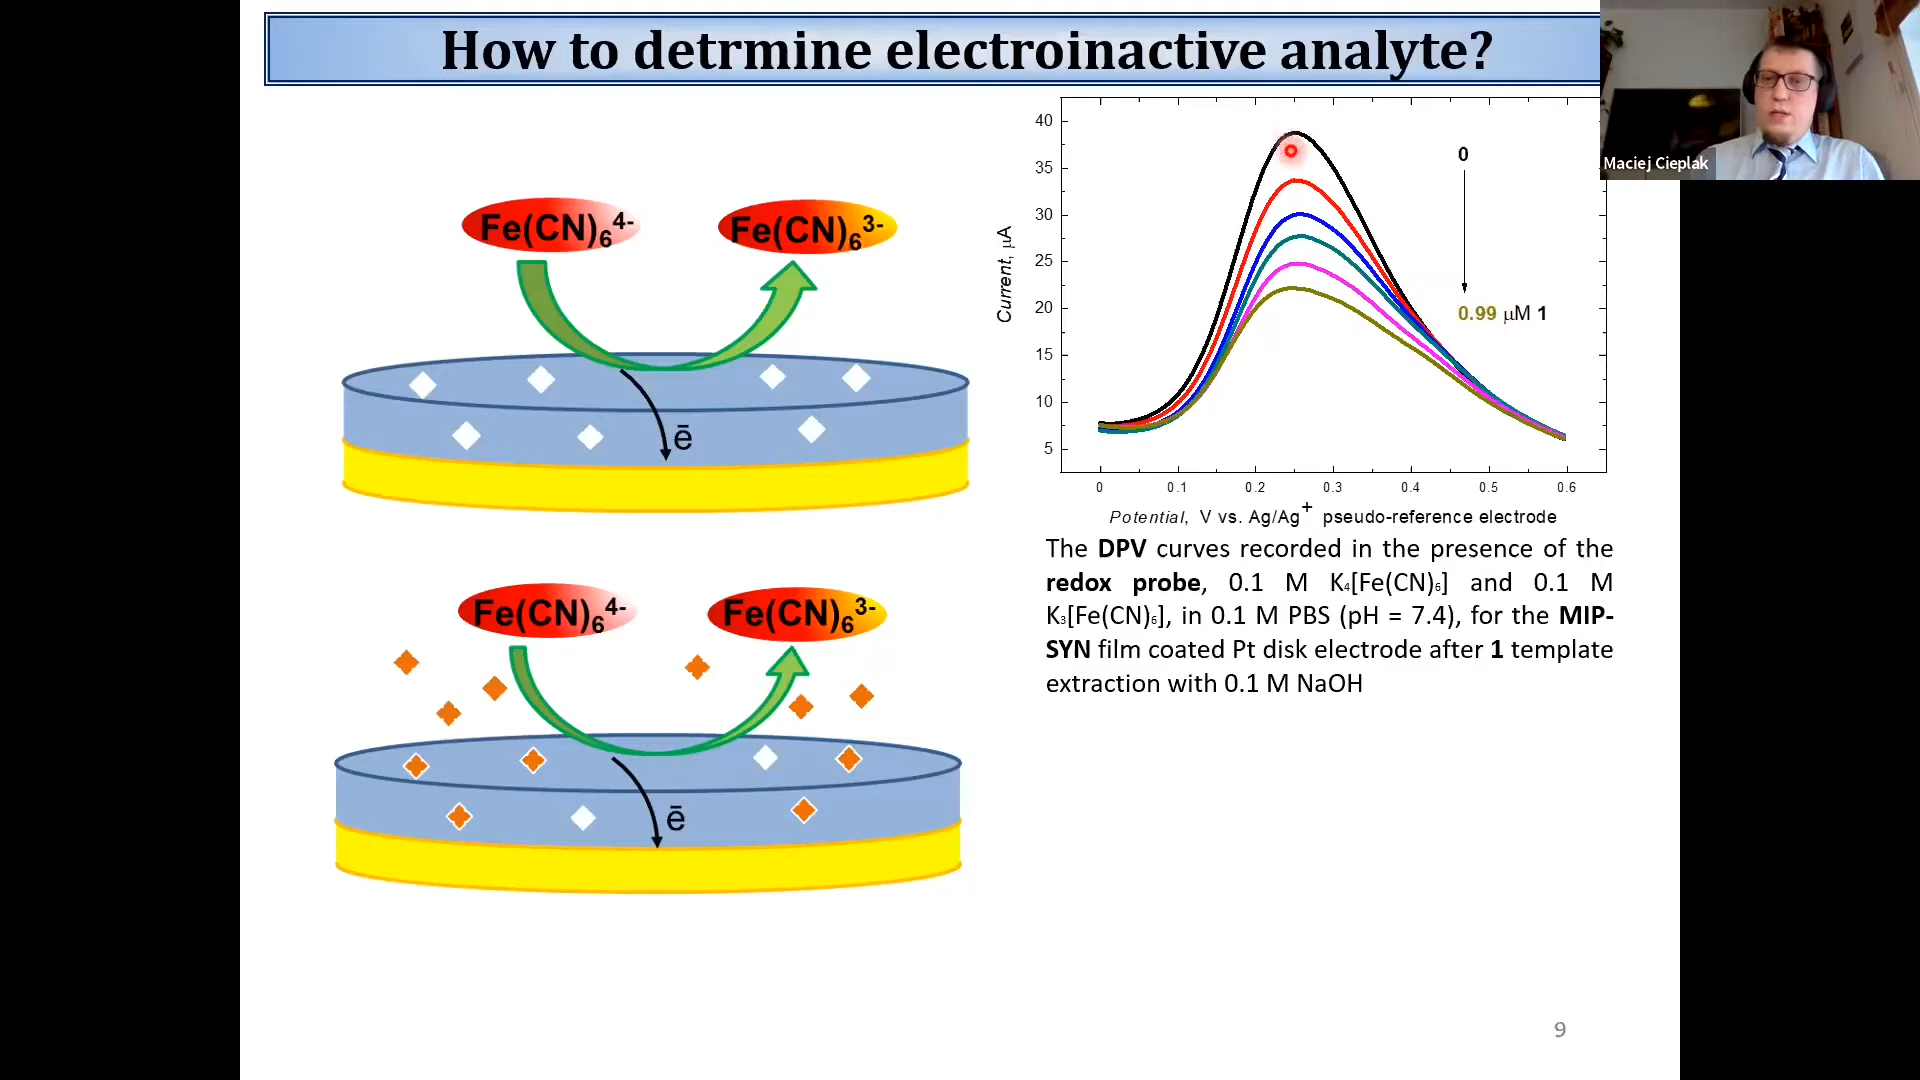 How to detrmine electroinactive analyte?
Maciej Cieplak
Fe(CN)₆⁴⁻
Fe(CN)₆³⁻
ē
Fe(CN)₆⁴⁻
Fe(CN)₆³⁻
ē
40
35
30
25
20
15
10
5
Current, μA
0
0.99 μM 1
0 0.1 0.2 0.3 0.4 0.5 0.6
Potential, V vs. Ag/Ag⁺ pseudo-reference electrode
The DPV curves recorded in the presence of the
redox probe, 0.1 M K₄[Fe(CN)₆] and 0.1 M
K₃[Fe(CN)₆], in 0.1 M PBS (pH = 7.4), for the MIP-
SYN film coated Pt disk electrode after 1 template
extraction with 0.1 M NaOH
9